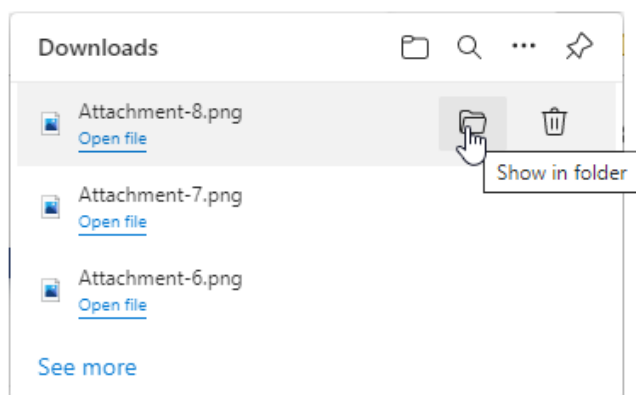 Downloads
Attachment-8.png
Open file
Show in folder
Attachment-7.png
Open file
Attachment-6.png
Open file
See more